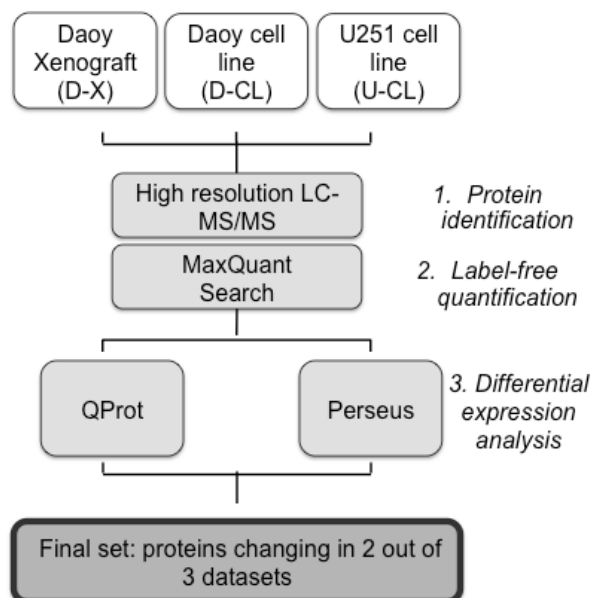 Daoy
Xenograft
(D-X)
Daoy cell
line
(D-CL)
U251 cell
line
(U-CL)
High resolution LC-
MS/MS
1. Protein
identification
MaxQuant
Search
2. Label-free
quantification
QProt
Perseus
3. Differential
expression
analysis
Final set: proteins changing in 2 out of
3 datasets